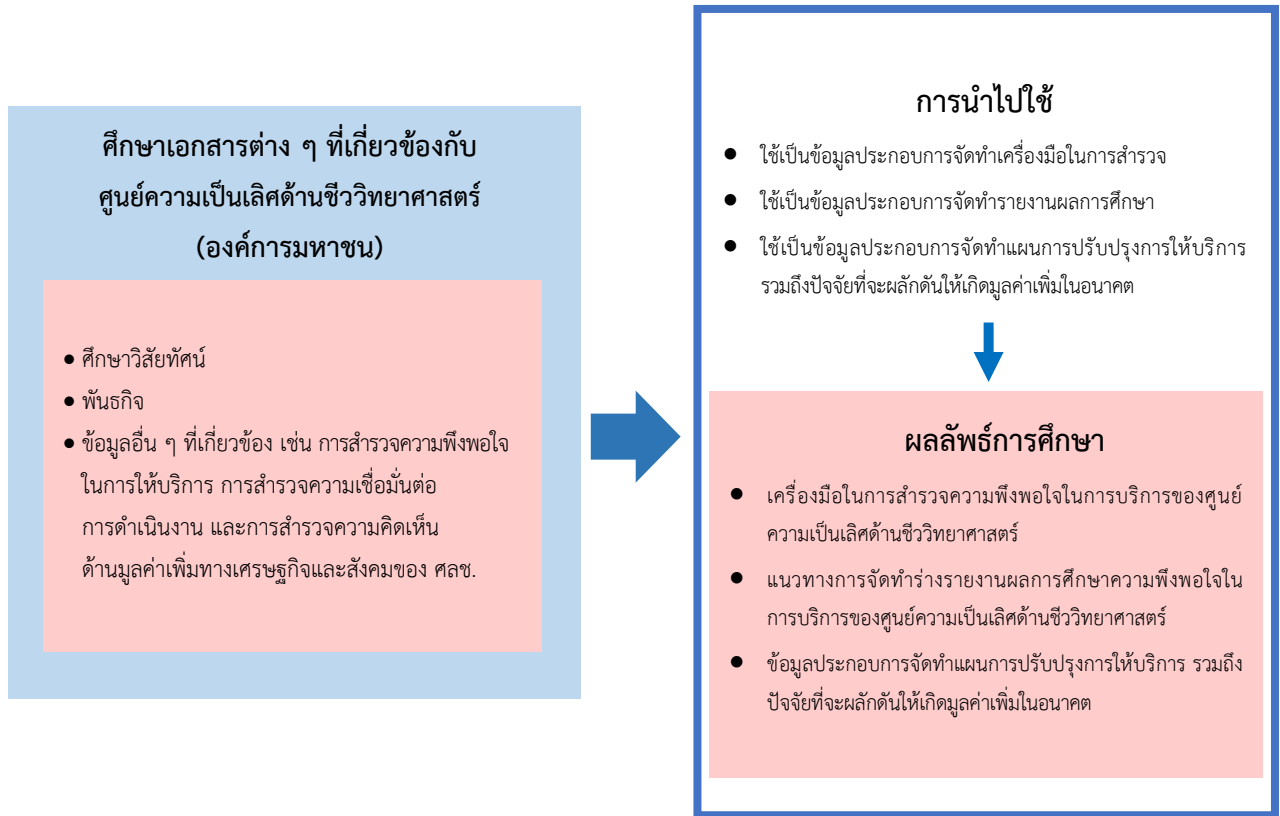 ศึกษาเอกสารต่าง ๆ ที่เกี่ยวข้องกับ
ศูนย์ความเป็นเลิศด้านชีววิทยาศาสตร์
(องค์การมหาชน)
● ศึกษาวิสัยทัศน์
● พันธกิจ
● ข้อมูลอื่น ๆ ที่เกี่ยวข้อง เช่น การสำรวจความพึงพอใจ
ในการให้บริการ การสำรวจความเชื่อมั่นต่อ
การดำเนินงาน และการสำรวจความคิดเห็น
ด้านมูลค่าเพิ่มทางเศรษฐกิจและสังคมของ ศลช.
การนำไปใช้
● ใช้เป็นข้อมูลประกอบการจัดทำเครื่องมือในการสำรวจ
● ใช้เป็นข้อมูลประกอบการจัดทำรายงานผลการศึกษา
● ใช้เป็นข้อมูลประกอบการจัดทำแผนการปรับปรุงการให้บริการ
รวมถึงปัจจัยที่จะผลักดันให้เกิดมูลค่าเพิ่มในอนาคต
ผลลัพธ์การศึกษา
● เครื่องมือในการสำรวจความพึงพอใจในการบริการของศูนย์
ความเป็นเลิศด้านชีววิทยาศาสตร์
● แนวทางการจัดทำร่างรายงานผลการศึกษาความพึงพอใจใน
การบริการของศูนย์ความเป็นเลิศด้านชีววิทยาศาสตร์
● ข้อมูลประกอบการจัดทำแผนการปรับปรุงการให้บริการ รวมถึง
ปัจจัยที่จะผลักดันให้เกิดมูลค่าเพิ่มในอนาคต